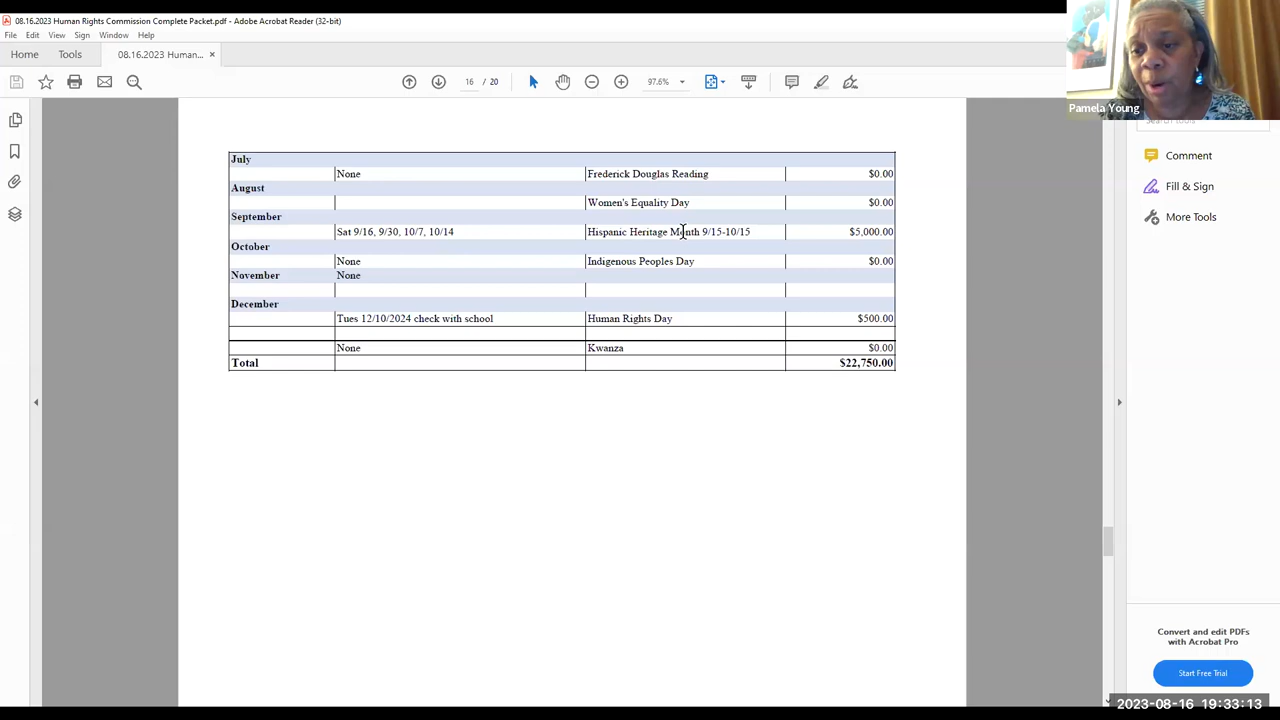 08.16.2023 Human Rights Commission Complete Packet.pdf - Adobe Acrobat Reader (32-bit)
File Edit View Sign Window Help
Home Tools 08.16.2023 Human... ×
16 / 20 97.6%
Pamela Young
Search tools
Comment
Fill & Sign
More Tools
July
None Frederick Douglas Reading $0.00
August
Women's Equality Day $0.00
September
Sat 9/16, 9/30, 10/7, 10/14 Hispanic Heritage Month 9/15-10/15 $5,000.00
October
None Indigenous Peoples Day $0.00
November None
December
Tues 12/10/2024 check with school Human Rights Day $500.00
None Kwanza $0.00
Total $22,750.00
Convert and edit PDFs
with Acrobat Pro
Start Free Trial
2023-08-16 19:33:13